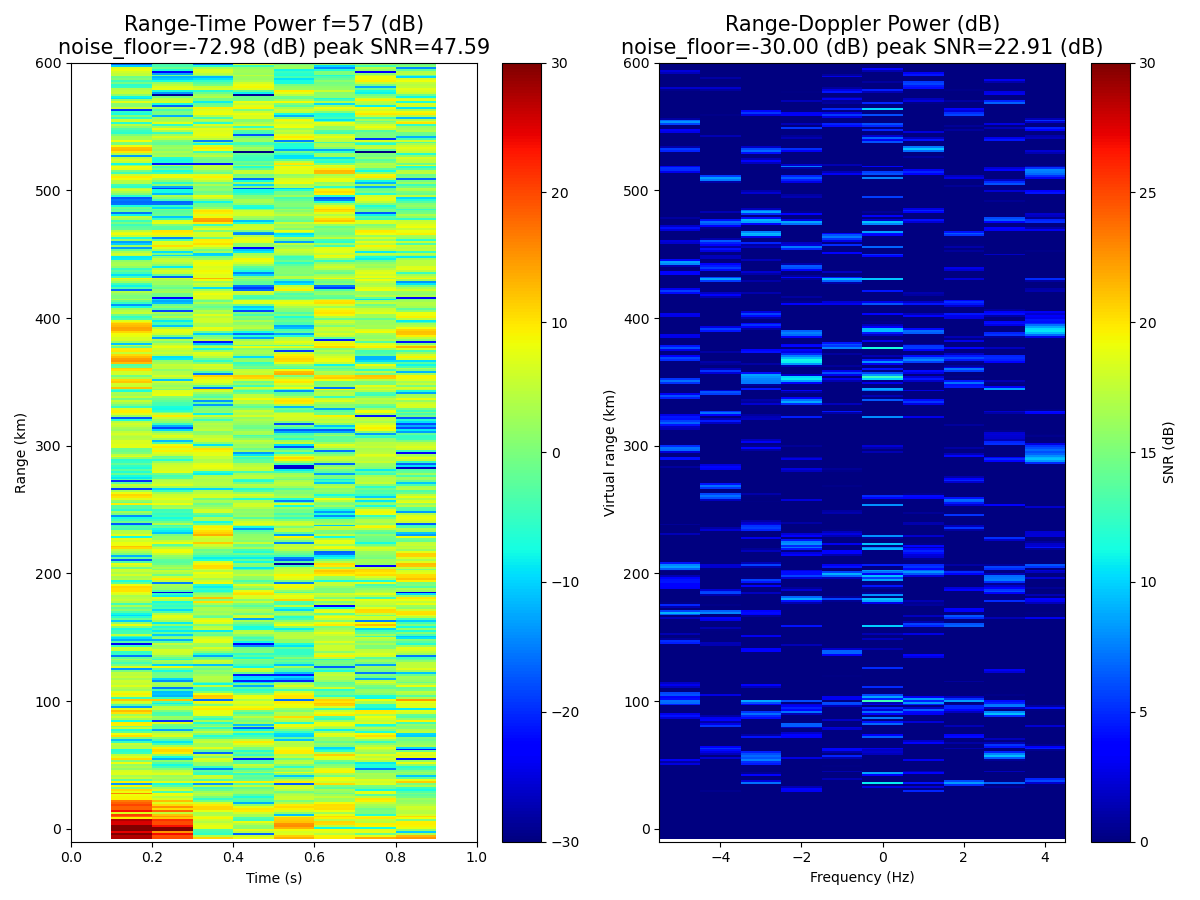 Range-Time Power f=57 (dB)
noise_floor=-72.98 (dB) peak SNR=47.59
600
500
400
300
200
100
0
Range (km)
0.0 0.2 0.4 0.6 0.8 1.0
Time (s)
30
20
10
0
−10
−20
−30
Range-Doppler Power (dB)
noise_floor=-30.00 (dB) peak SNR=22.91 (dB)
600
500
400
300
200
100
0
Virtual range (km)
−4 −2 0 2 4
Frequency (Hz)
30
25
20
15
10
5
0
SNR (dB)